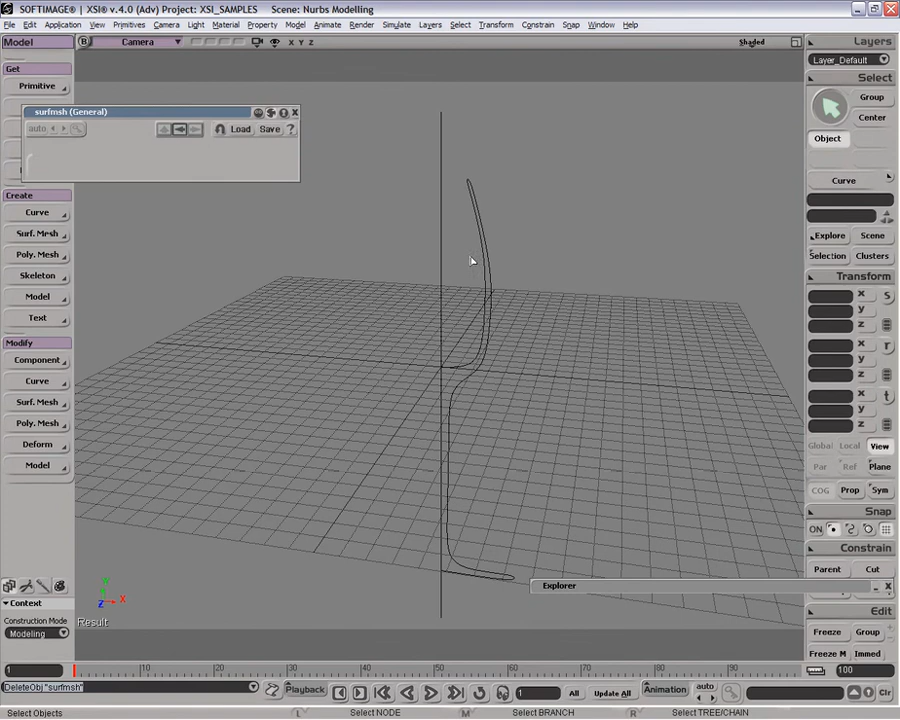 SOFTIMAGE® | XSI® v.4.0 (Adv) Project: XSI_SAMPLES    Scene: Nurbs Modelling
File Edit Application View Primitives Camera Light Material Property Model Animate Render Simulate Layers Select Transform Constrain Snap Window Help
Model
B Camera X Y Z Shaded
Layers
Layer_Default
Get
Primitive
Select
Group
Center
Object
surfmsh (General)
auto Load Save ?
Curve
Create
Curve
Surf. Mesh
Poly. Mesh
Skeleton
Model
Text
Explore Scene
Selection Clusters
Transform
x s
y
z
x r
y
z
x t
y
z
Modify
Component
Curve
Surf. Mesh
Poly. Mesh
Deform
Model
Global Local View
Par Ref Plane
COG Prop Sym
Snap
ON
Constrain
Parent Cut
Explorer
Y
Z X
Context
Construction Mode
Modeling
Result
Edit
Freeze Group
Freeze M Immed
1 10 20 30 40 50 60 70 80 90 100
DeleteObj "surfmsh"
Playback 1 All Update All Animation auto Clr
Select Objects L Select NODE M Select BRANCH R Select TREE/CHAIN